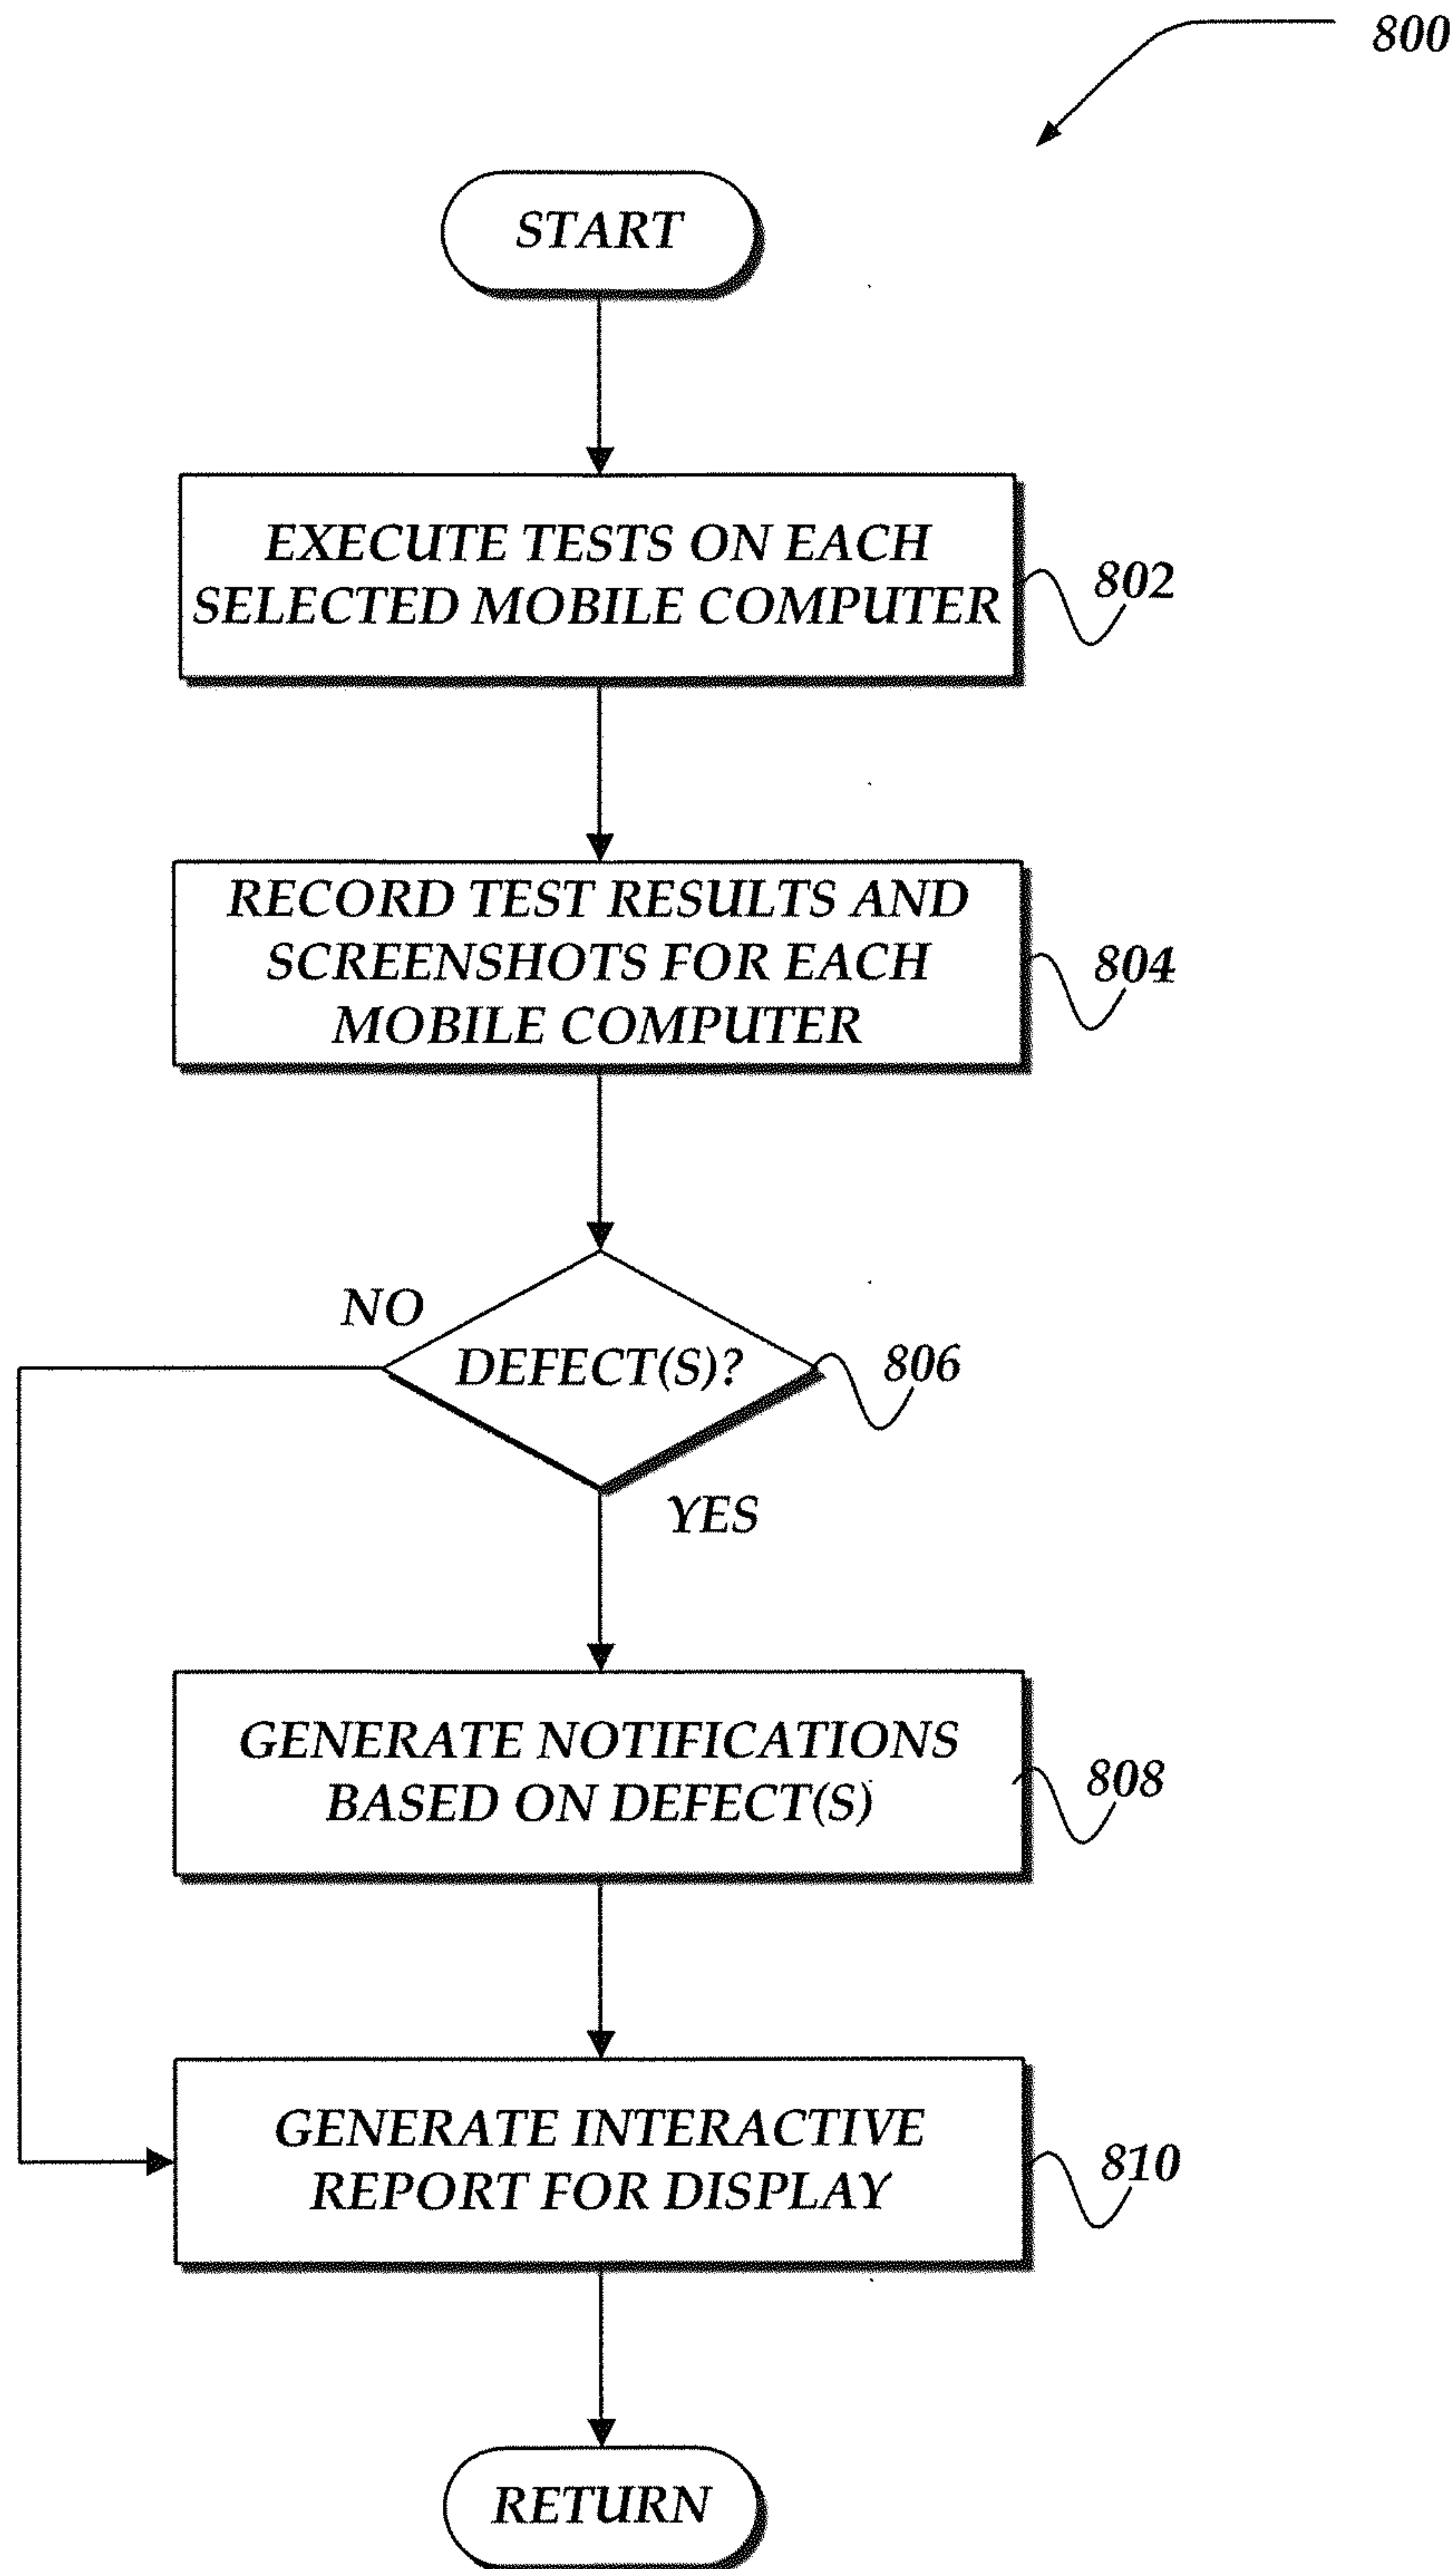 800
START
EXECUTE TESTS ON EACH
SELECTED MOBILE COMPUTER
802
RECORD TEST RESULTS AND
SCREENSHOTS FOR EACH
MOBILE COMPUTER
804
NO
DEFECT(S)?
806
YES
GENERATE NOTIFICATIONS
BASED ON DEFECT(S)
808
GENERATE INTERACTIVE
REPORT FOR DISPLAY
810
RETURN